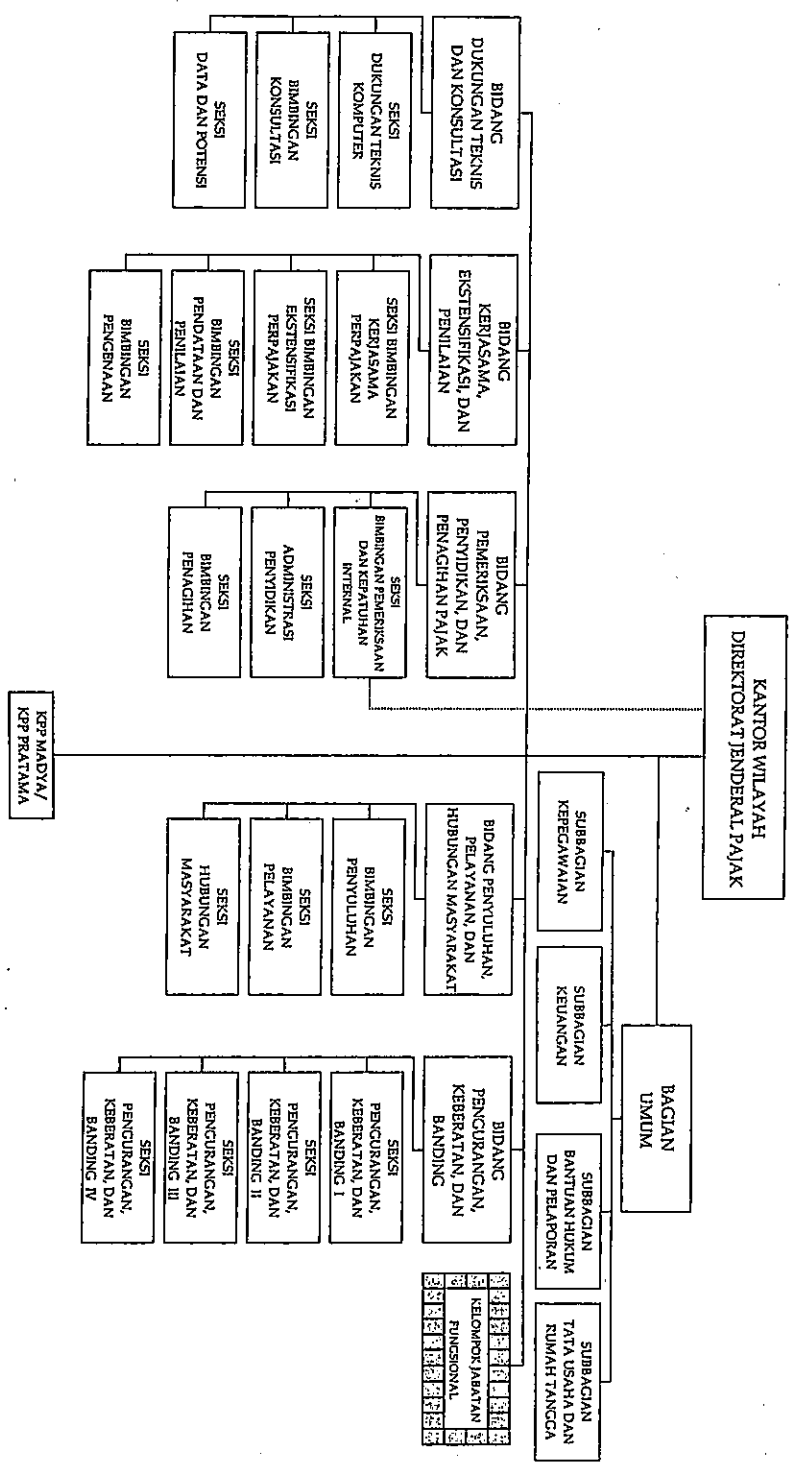 KANTOR WILAYAH
DIREKTORAT JENDERAL PAJAK
BAGIAN
UMUM
SUBBAGIAN
KEPEGAWAIAN
SUBBAGIAN
KEUANGAN
SUBBAGIAN
BANTUAN HUKUM
DAN PELAPORAN
SUBBAGIAN
TATA USAHA DAN
RUMAH TANGGA
BIDANG
DUKUNGAN TEKNIS
DAN KONSULTASI
SEKSI
DUKUNGAN TEKNIS
KOMPUTER
SEKSI
BIMBINGAN
KONSULTASI
SEKSI
DATA DAN POTENSI
BIDANG
KERJASAMA,
EKSTENSIFIKASI, DAN
PENILAIAN
SEKSI BIMBINGAN
KERJASAMA
PERPAJAKAN
SEKSI BIMBINGAN
EKSTENSIFIKASI
PERPAJAKAN
SEKSI
BIMBINGAN
PENDATAAN DAN
PENILAIAN
SEKSI
BIMBINGAN
PENGENAAN
BIDANG
PEMERIKSAAN,
PENYIDIKAN, DAN
PENAGIHAN PAJAK
SEKSI
BIMBINGAN PEMERIKSAAN
DAN KEPATUHAN
INTERNAL
SEKSI
ADMINISTRASI
PENYIDIKAN
SEKSI
BIMBINGAN
PENAGIHAN
BIDANG PENYULUHAN,
PELAYANAN, DAN
HUBUNGAN MASYARAKAT
SEKSI
BIMBINGAN
PENYULUHAN
SEKSI
BIMBINGAN
PELAYANAN
SEKSI
HUBUNGAN
MASYARAKAT
BIDANG
PENGURANGAN,
KEBERATAN, DAN
BANDING
SEKSI
PENGURANGAN,
KEBERATAN, DAN
BANDING I
SEKSI
PENGURANGAN,
KEBERATAN, DAN
BANDING II
SEKSI
PENGURANGAN,
KEBERATAN, DAN
BANDING III
SEKSI
PENGURANGAN,
KEBERATAN, DAN
BANDING IV
KELOMPOK JABATAN
FUNGSIONAL
KPP MADYA/
KPP PRATAMA